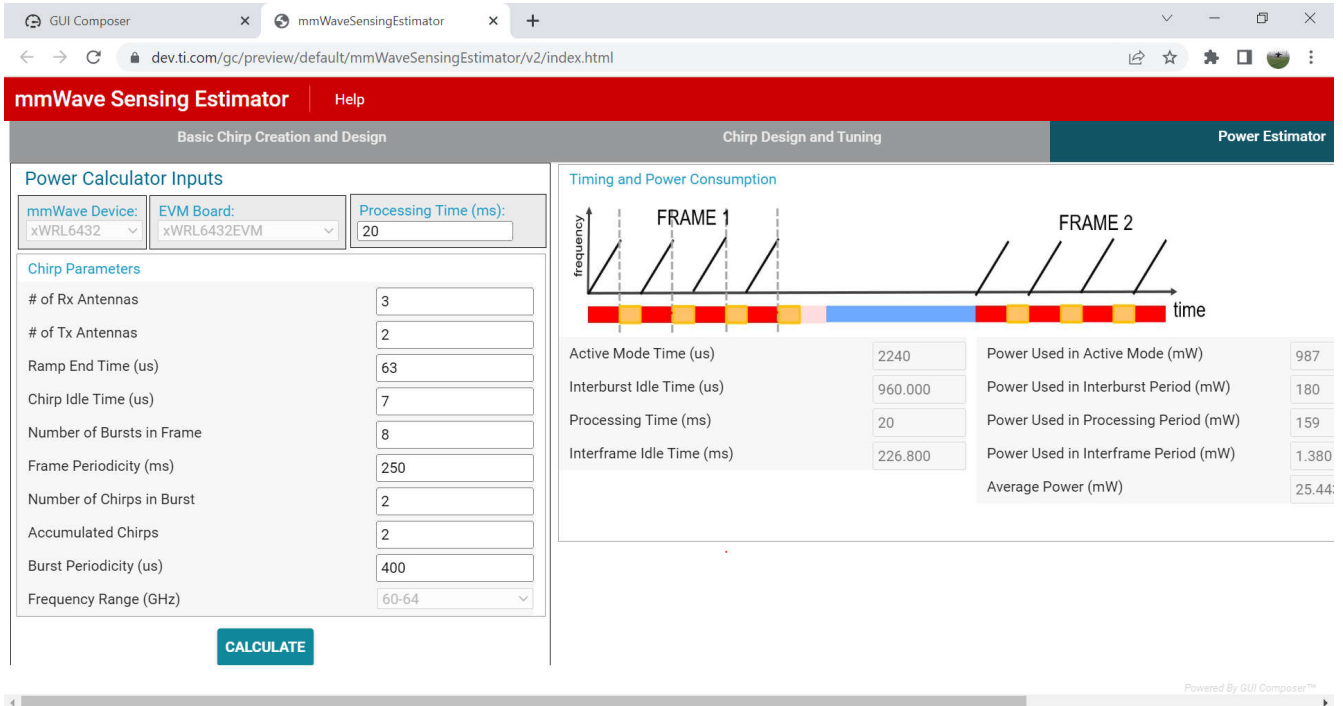 GUI Composer
mmWaveSensingEstimator
dev.ti.com/gc/preview/default/mmWaveSensingEstimator/v2/index.html
mmWave Sensing Estimator Help
Basic Chirp Creation and Design Chirp Design and Tuning Power Estimator
Power Calculator Inputs
mmWave Device: EVM Board: Processing Time (ms):
xWRL6432 xWRL6432EVM 20
Chirp Parameters
# of Rx Antennas 3
# of Tx Antennas 2
Ramp End Time (us) 63
Chirp Idle Time (us) 7
Number of Bursts in Frame 8
Frame Periodicity (ms) 250
Number of Chirps in Burst 2
Accumulated Chirps 2
Burst Periodicity (us) 400
Frequency Range (GHz) 60-64
CALCULATE
Timing and Power Consumption
frequency
FRAME 1 FRAME 2
time
Active Mode Time (us) 2240 Power Used in Active Mode (mW) 987
Interburst Idle Time (us) 960.000 Power Used in Interburst Period (mW) 180
Processing Time (ms) 20 Power Used in Processing Period (mW) 159
Interframe Idle Time (ms) 226.800 Power Used in Interframe Period (mW) 1.380
Average Power (mW)
Powered By GUI Composer™